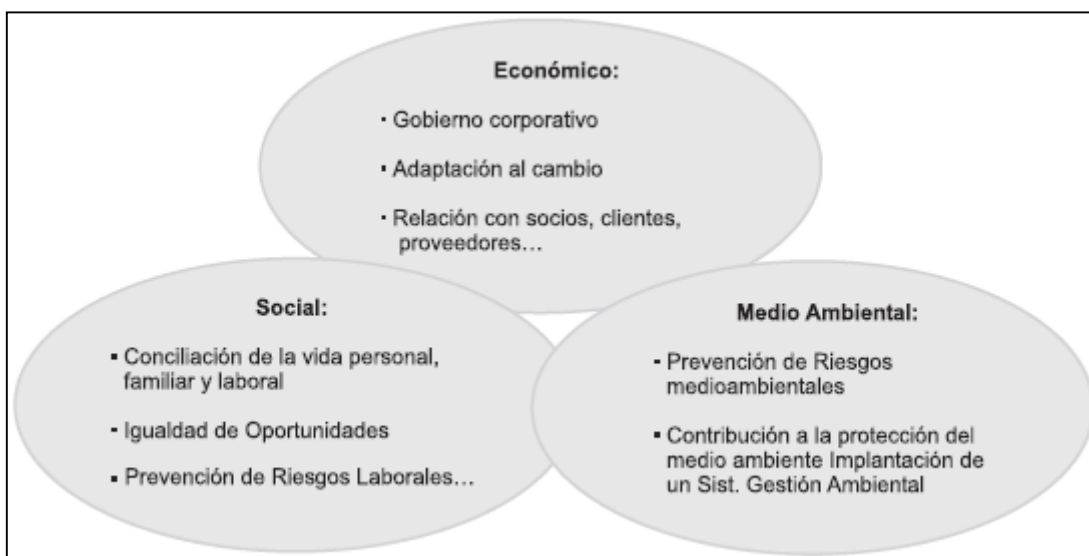 Económico:
· Gobierno corporativo
· Adaptación al cambio
· Relación con socios, clientes,
proveedores…
Social:
▪ Conciliación de la vida personal,
familiar y laboral
▪ Igualdad de Oportunidades
▪ Prevención de Riesgos Laborales…
Medio Ambiental:
▪ Prevención de Riesgos
medioambientales
▪ Contribución a la protección del
medio ambiente Implantación de
un Sist. Gestión Ambiental